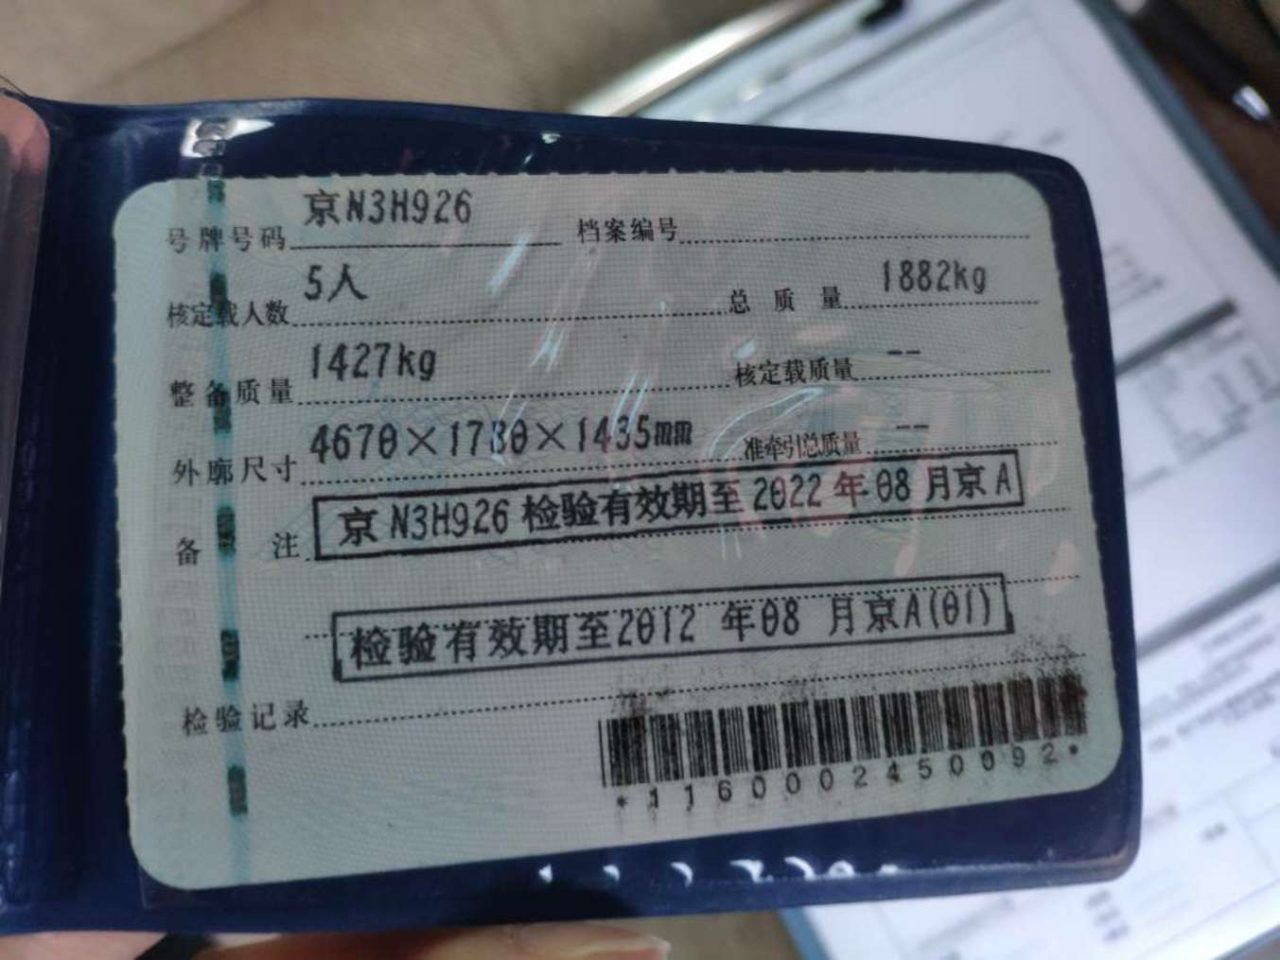 号牌号码 京N3H926 档案编号
核定载人数 5人 总质量 1882kg
整备质量 1427kg 核定载质量 --
外廓尺寸 4670×1780×1435mm 准牵引总质量 --
备注 京N3H926检验有效期至2022年08月京A
检验有效期至2012年08月京A(01)
检验记录
*1160002450092*